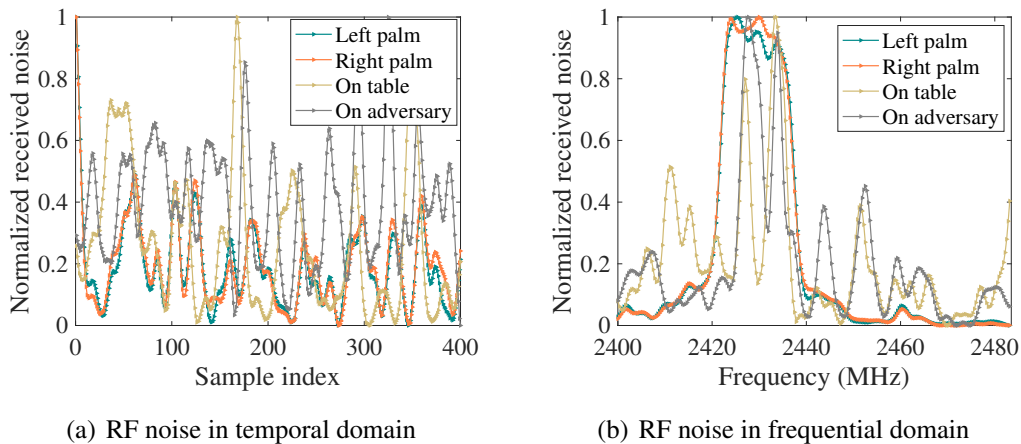 Normalized received noise
1
0.8
0.6
0.4
0.2
0
Left palm
Right palm
On table
On adversary
0
100
200
300
400
Sample index
(a) RF noise in temporal domain
Normalized received noise
1
0.8
0.6
0.4
0.2
0
Left palm
Right palm
On table
On adversary
2400
2420
2440
2460
2480
Frequency (MHz)
(b) RF noise in frequential domain